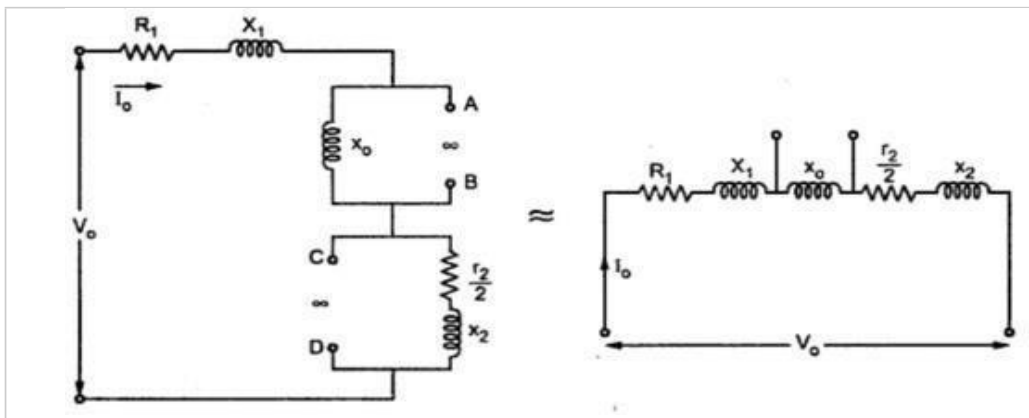 R1 X1
Io
A
xo ∞
B
Vo
C
r2/2
∞
x2
D
≈
R1 X1 xo r2/2 x2
Io
Vo